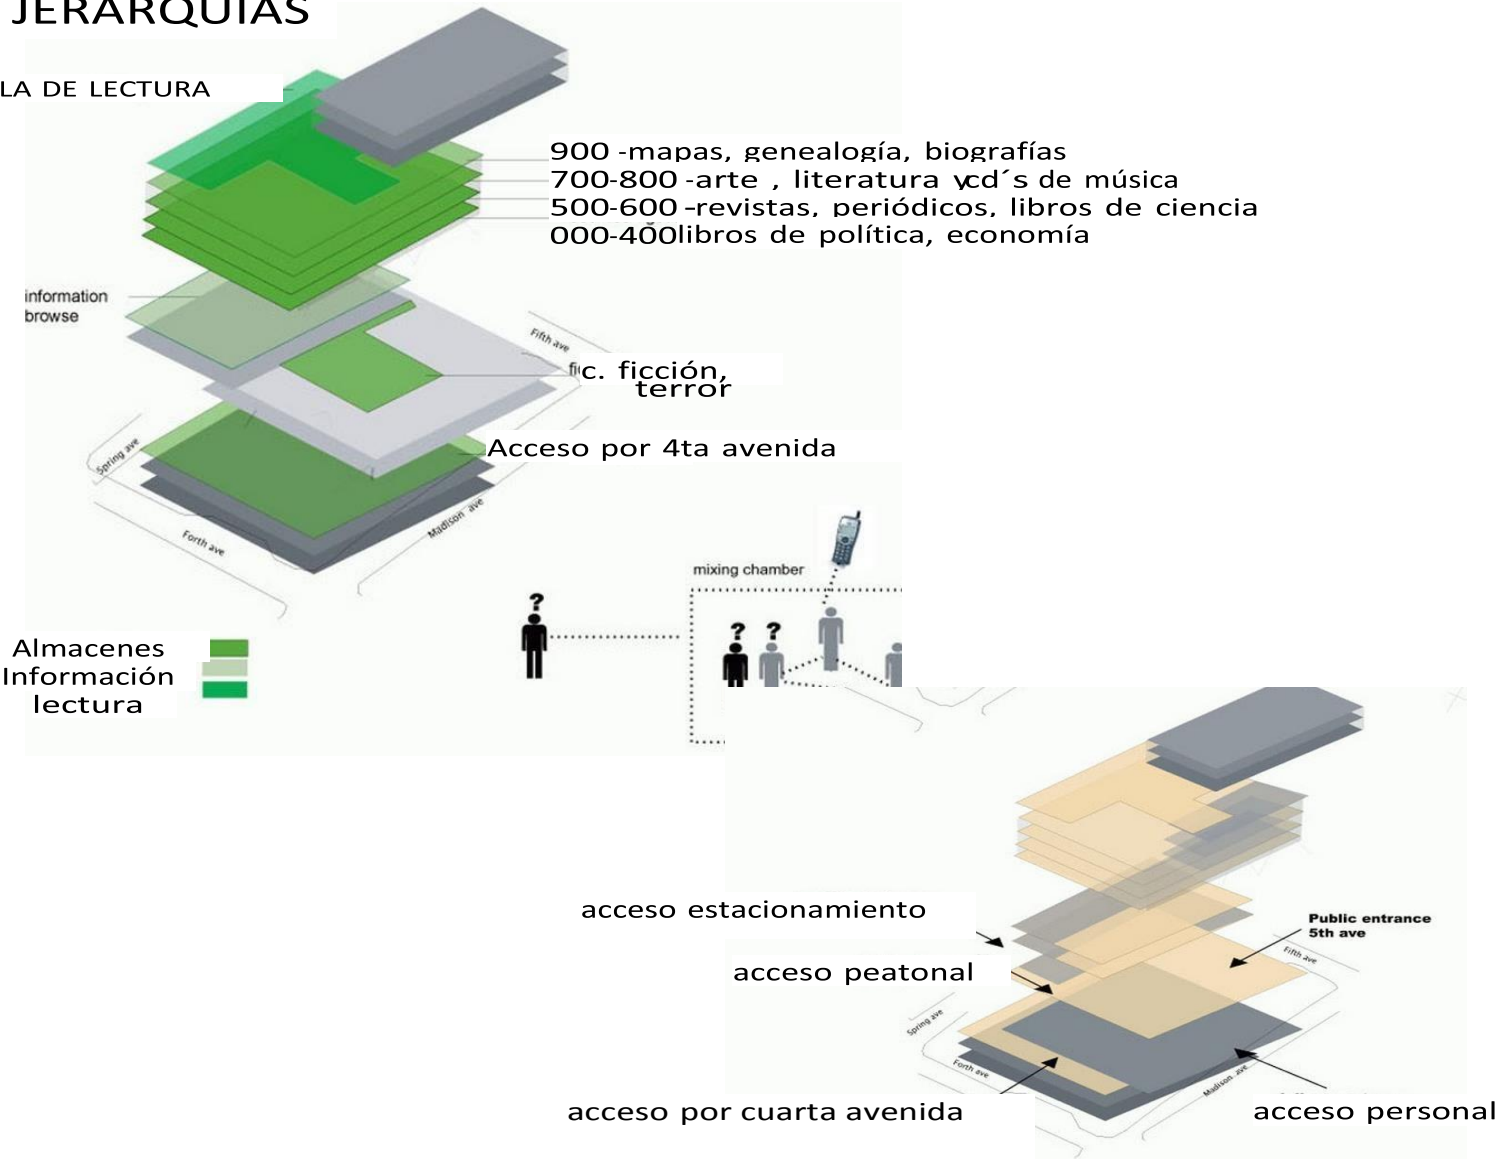 JERARQUIAS
LA DE LECTURA
900 -mapas, genealogía, biografías
700-800 -arte , literatura y cd´s de música
500-600 -revistas, periódicos, libros de ciencia
000-400 libros de política, economía
information
browse
Fifth ave
c. ficción,
terror
Acceso por 4ta avenida
Spring ave
Madison ave
Forth ave
mixing chamber
?
? ?
Almacenes
Información
lectura
acceso estacionamiento
Public entrance
5th ave
Fifth ave
acceso peatonal
Spring ave
Forth ave
Madison ave
acceso por cuarta avenida
acceso personal